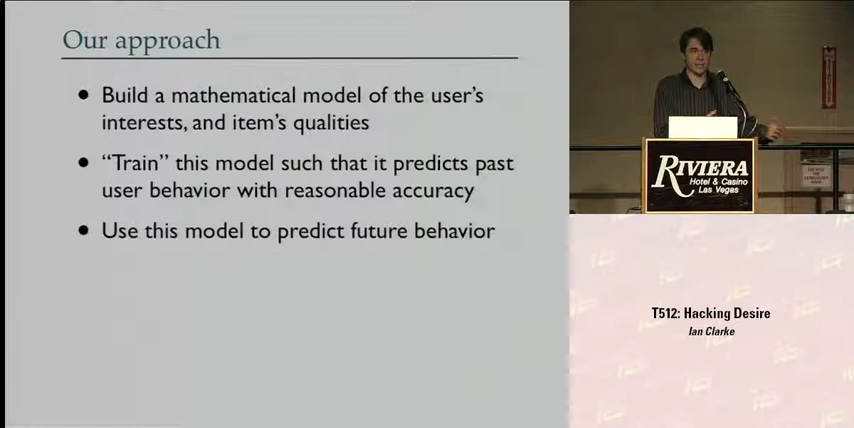 Our approach
● Build a mathematical model of the user's
interests, and item's qualities
● “Train” this model such that it predicts past
user behavior with reasonable accuracy
● Use this model to predict future behavior
RIVIERA
Hotel & Casino
Las Vegas
T512: Hacking Desire
Ian Clarke